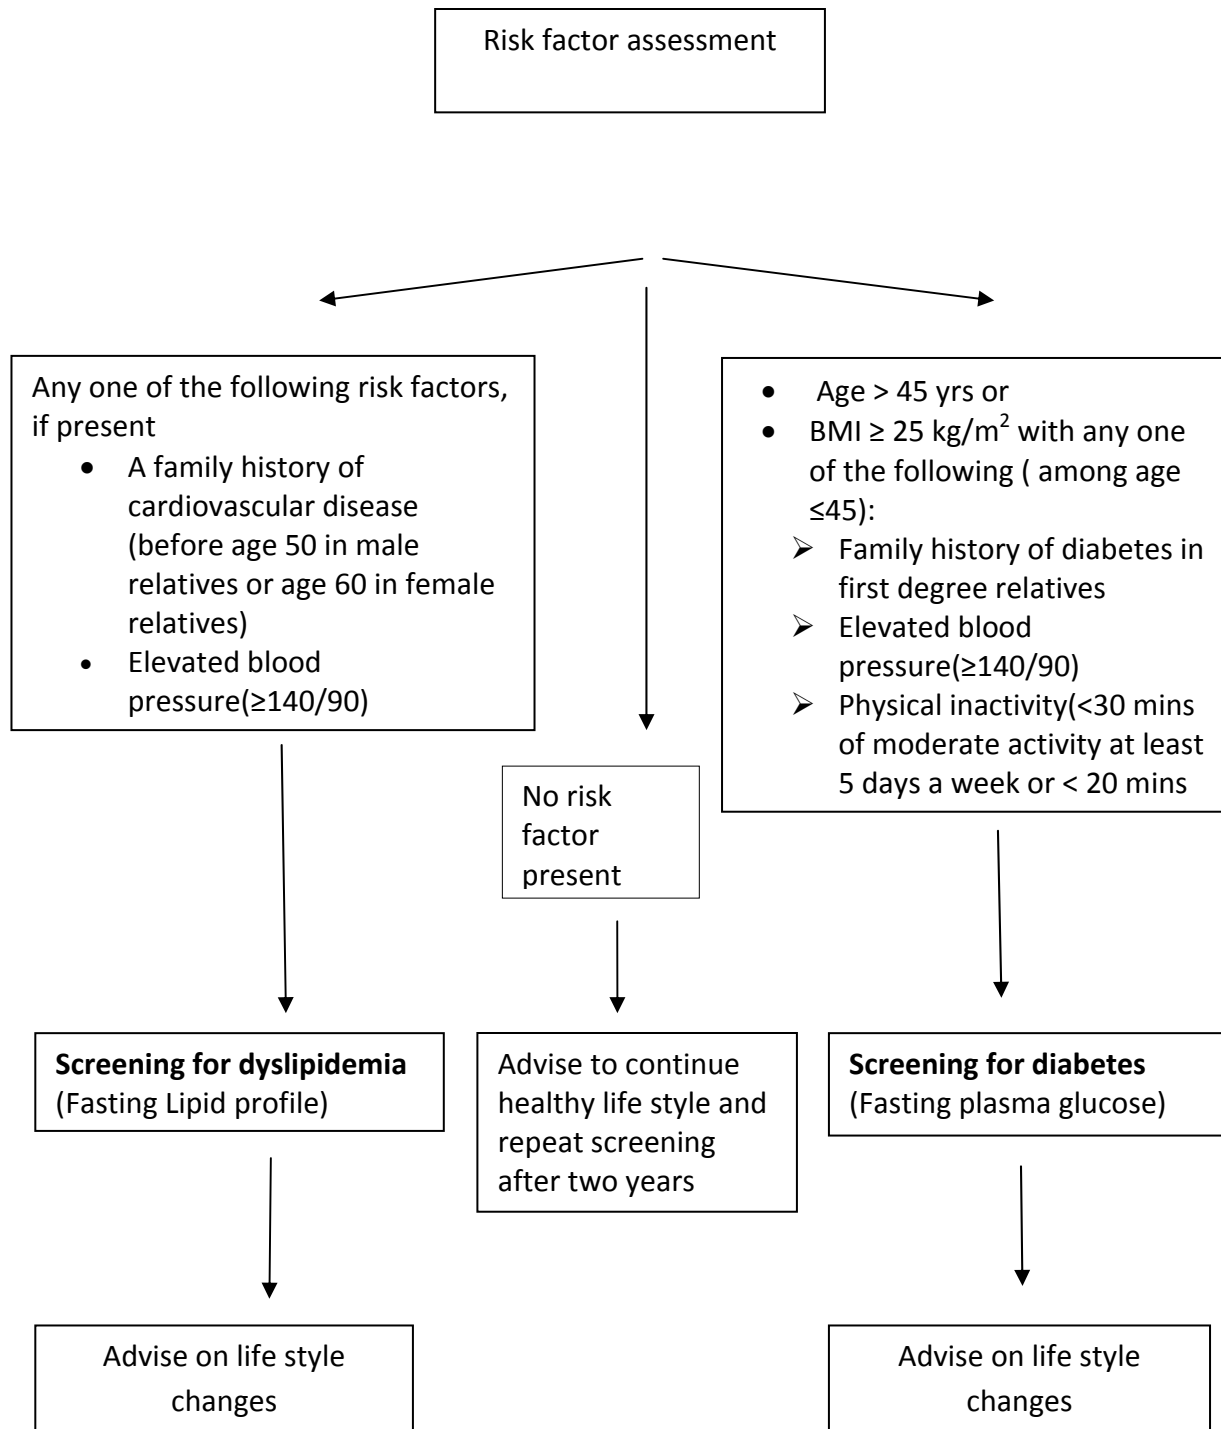 Risk factor assessment
Any one of the following risk factors,
if present
• A family history of
cardiovascular disease
(before age 50 in male
relatives or age 60 in female
relatives)
• Elevated blood
pressure(≥140/90)
No risk
factor
present
• Age > 45 yrs or
• BMI ≥ 25 kg/m² with any one
of the following ( among age
≤45):
➢ Family history of diabetes in
first degree relatives
➢ Elevated blood
pressure(≥140/90)
➢ Physical inactivity(<30 mins
of moderate activity at least
5 days a week or < 20 mins
Screening for dyslipidemia
(Fasting Lipid profile)
Advise to continue
healthy life style and
repeat screening
after two years
Screening for diabetes
(Fasting plasma glucose)
Advise on life style
changes
Advise on life style
changes